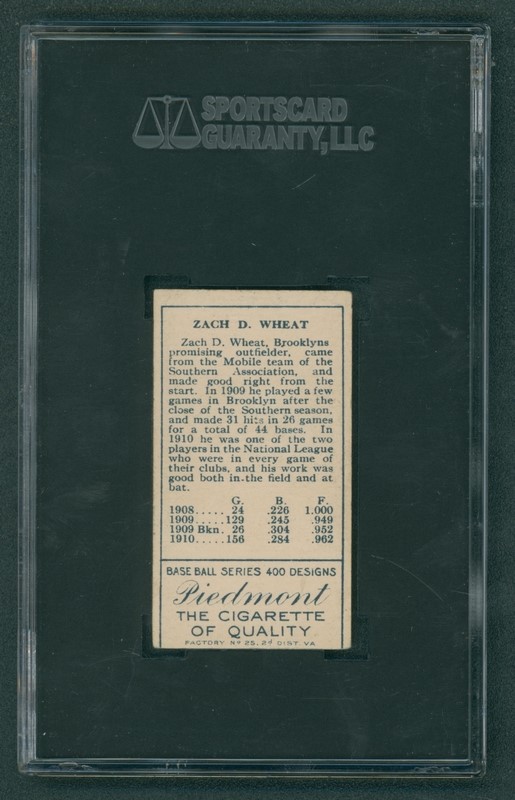 SPORTSCARD
GUARANTY, LLC
ZACH D. WHEAT
Zach D. Wheat, Brooklyns
promising outfielder, came
from the Mobile team of the
Southern Association, and
made good right from the
start. In 1909 he played a few
games in Brooklyn after the
close of the Southern season,
and made 31 hits in 26 games
for a total of 44 bases. In
1910 he was one of the two
players in the National League
who were in every game of
their clubs, and his work was
good both in the field and at
bat.
G. B. F.
1908..... 24 .226 1.000
1909.....129 .245 .949
1909 Bkn. 26 .304 .952
1910.....156 .284 .962
BASE BALL SERIES 400 DESIGNS
Piedmont
THE CIGARETTE
OF QUALITY
FACTORY No 25, 2d DIST. VA